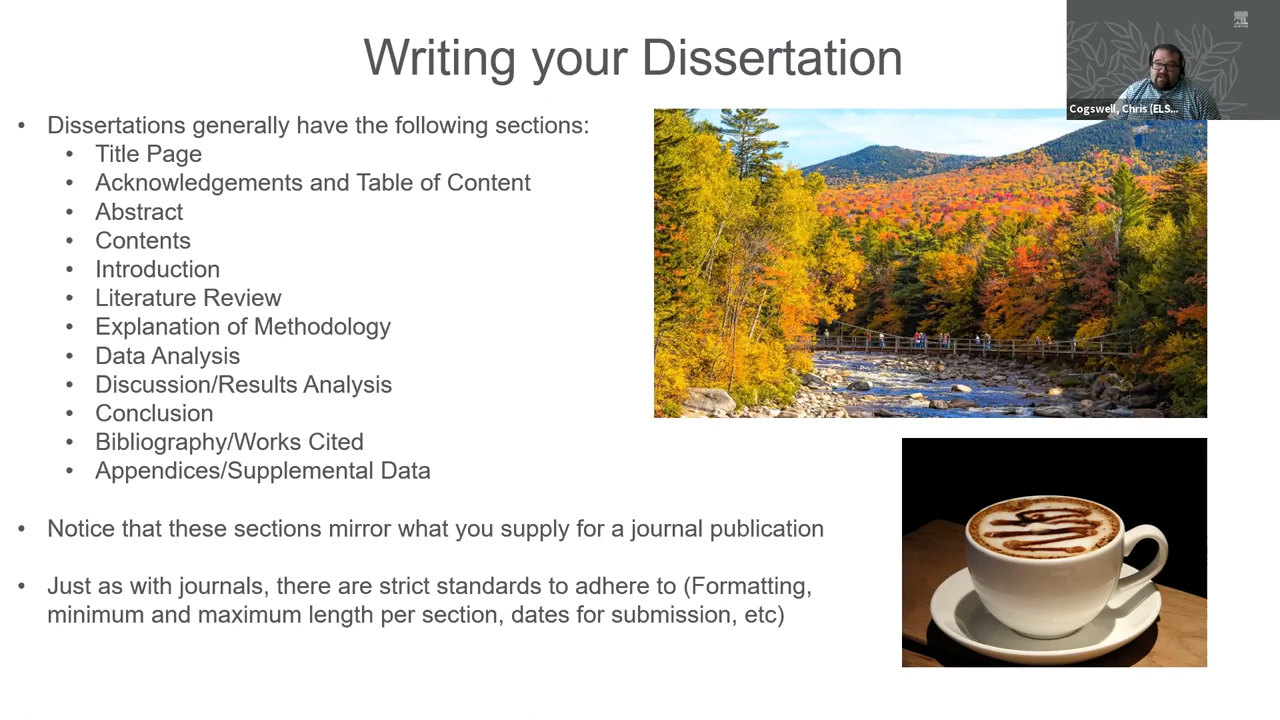 Writing your Dissertation
Cogswell, Chris (ELS...
• Dissertations generally have the following sections:
• Title Page
• Acknowledgements and Table of Content
• Abstract
• Contents
• Introduction
• Literature Review
• Explanation of Methodology
• Data Analysis
• Discussion/Results Analysis
• Conclusion
• Bibliography/Works Cited
• Appendices/Supplemental Data
• Notice that these sections mirror what you supply for a journal publication
• Just as with journals, there are strict standards to adhere to (Formatting,
minimum and maximum length per section, dates for submission, etc)